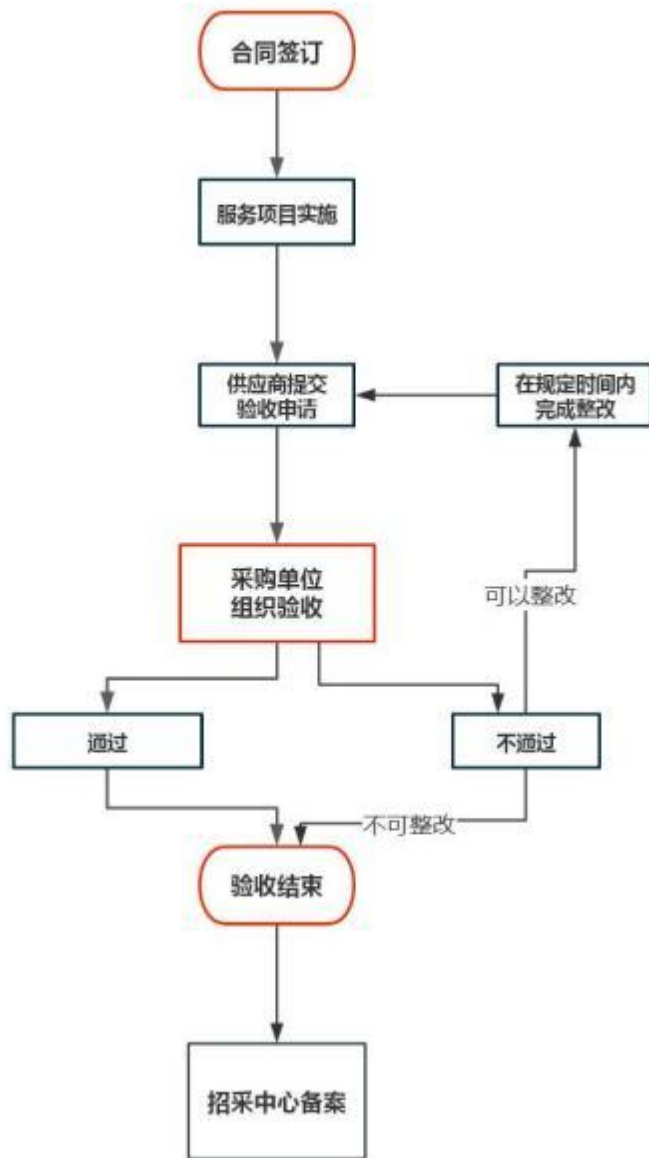 合同签订
服务项目实施
供应商提交
验收申请
在规定时间内
完成整改
采购单位
组织验收
可以整改
通过
不通过
不可整改
验收结束
招采中心备案